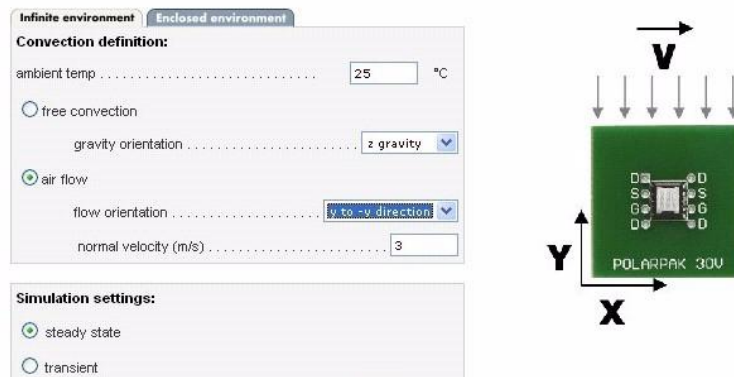 Infinite environment Enclosed environment
Convection definition:
ambient temp . . . . . . . . . . . . . . . . . . . . . . . . . . . . 25 °C
free convection
gravity orientation . . . . . . . . . . . . . . . . . . . . . . z gravity
air flow
flow orientation . . . . . . . . . . . . . . . . . . . y to -y direction
normal velocity (m/s) . . . . . . . . . . . . . . . . . . . . . . 3
Simulation settings:
steady state
transient
V
D D
S S
G G
D D
POLARPAK 30V
Y
X